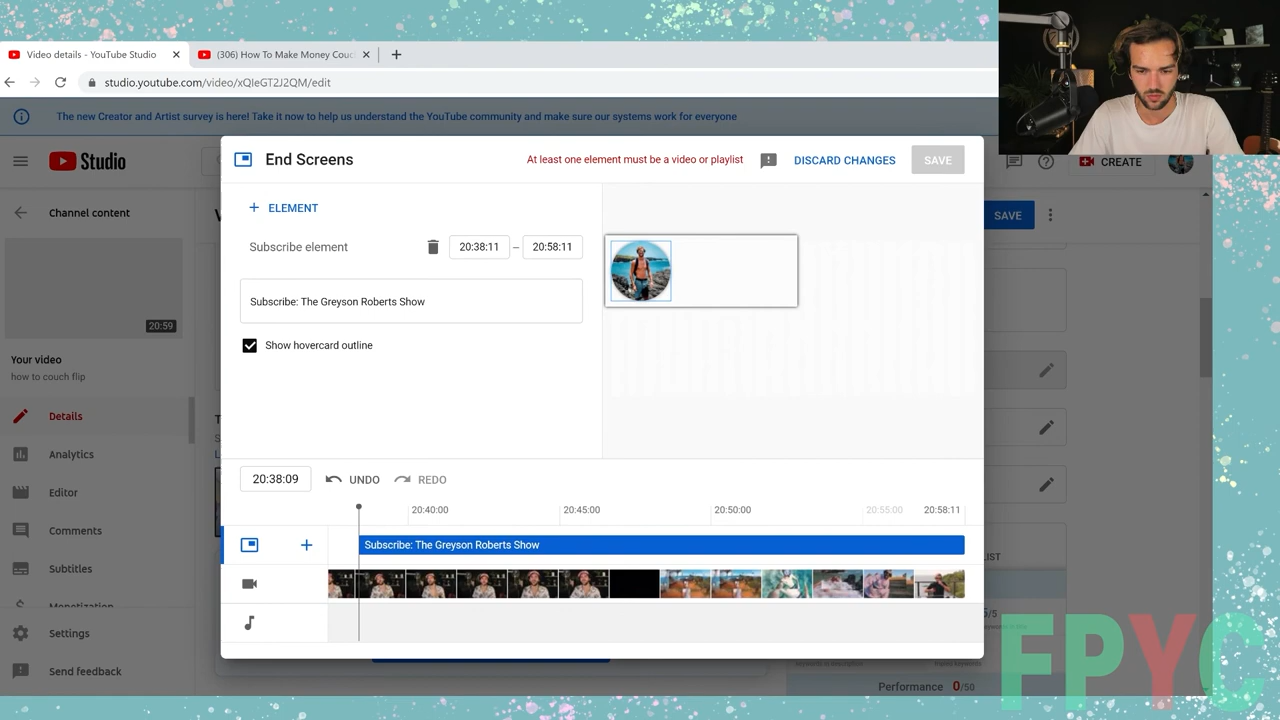 Video details - YouTube Studio
(306) How To Make Money Couc
studio.youtube.com/video/xQIeGT2J2QM/edit
The new Creator and Artist survey is here! Take it now to help us understand the YouTube community and make sure our systems work for everyone
Studio
CREATE
End Screens
At least one element must be a video or playlist
DISCARD CHANGES
SAVE
Channel content
SAVE
ELEMENT
Subscribe element
20:38:11 – 20:58:11
Subscribe: The Greyson Roberts Show
Show hovercard outline
20:59
Your video
how to couch flip
Details
Analytics
Editor
Comments
Subtitles
Monetization
Settings
Send feedback
20:38:09
UNDO
REDO
20:40:00
20:45:00
20:50:00
20:55:00
20:58:11
Subscribe: The Greyson Roberts Show
LIST
5/5
Performance 0/50
FPYC